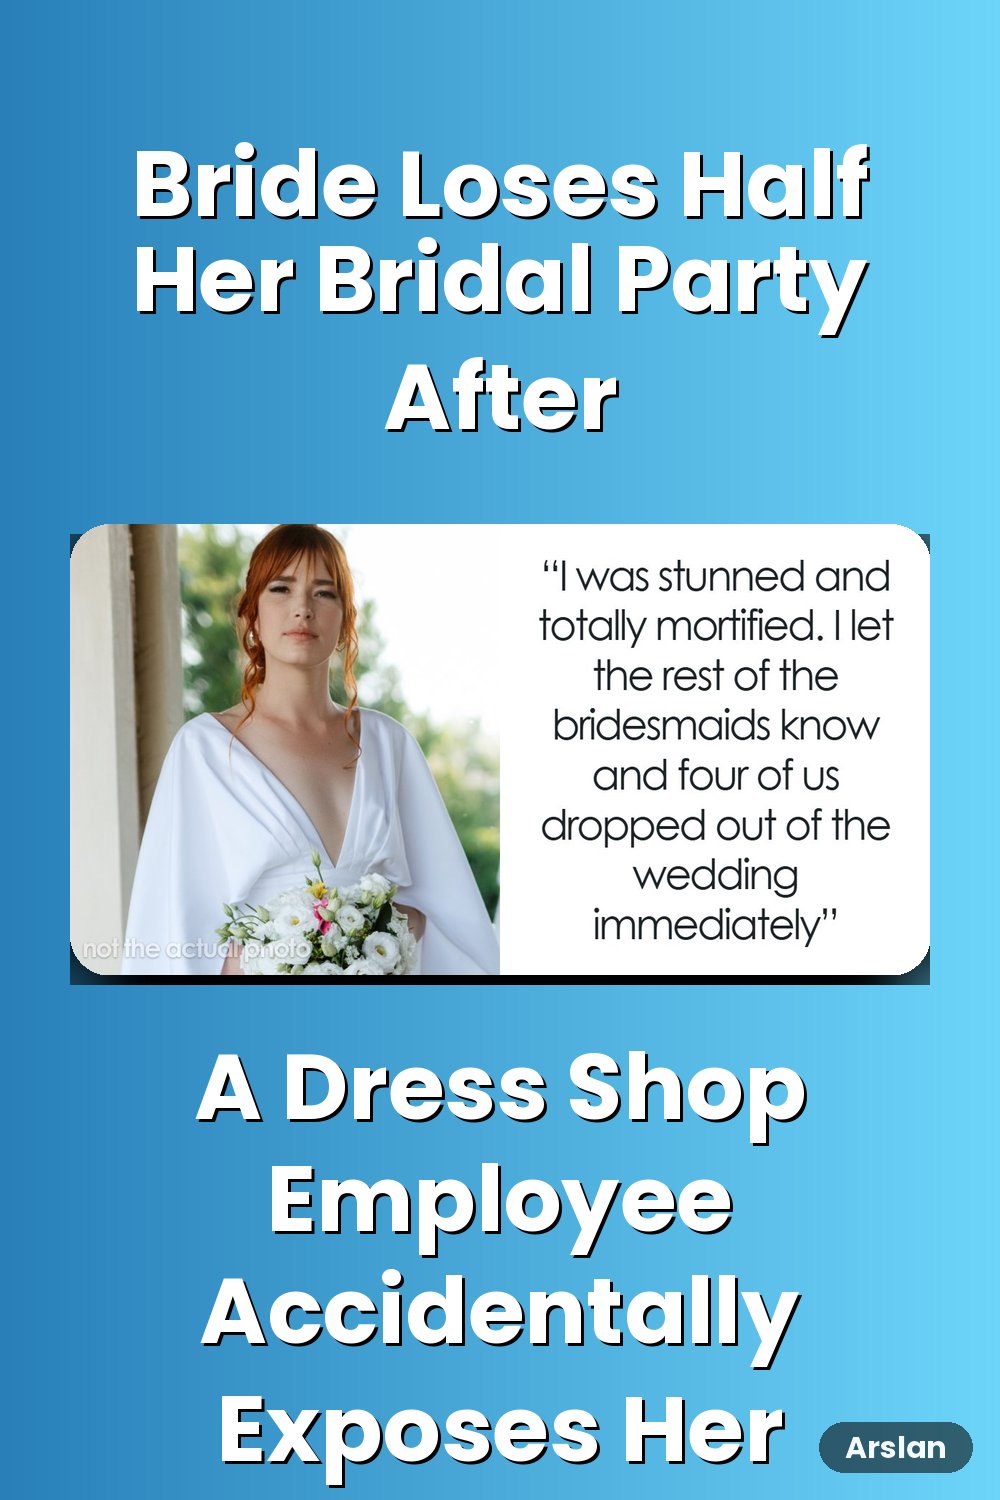 Bride Loses Half
Her Bridal Party
After
“I was stunned and
totally mortified. I let
the rest of the
bridesmaids know
and four of us
dropped out of the
wedding
immediately”
not the actual photo
A Dress Shop
Employee
Accidentally
Exposes Her
Arslan